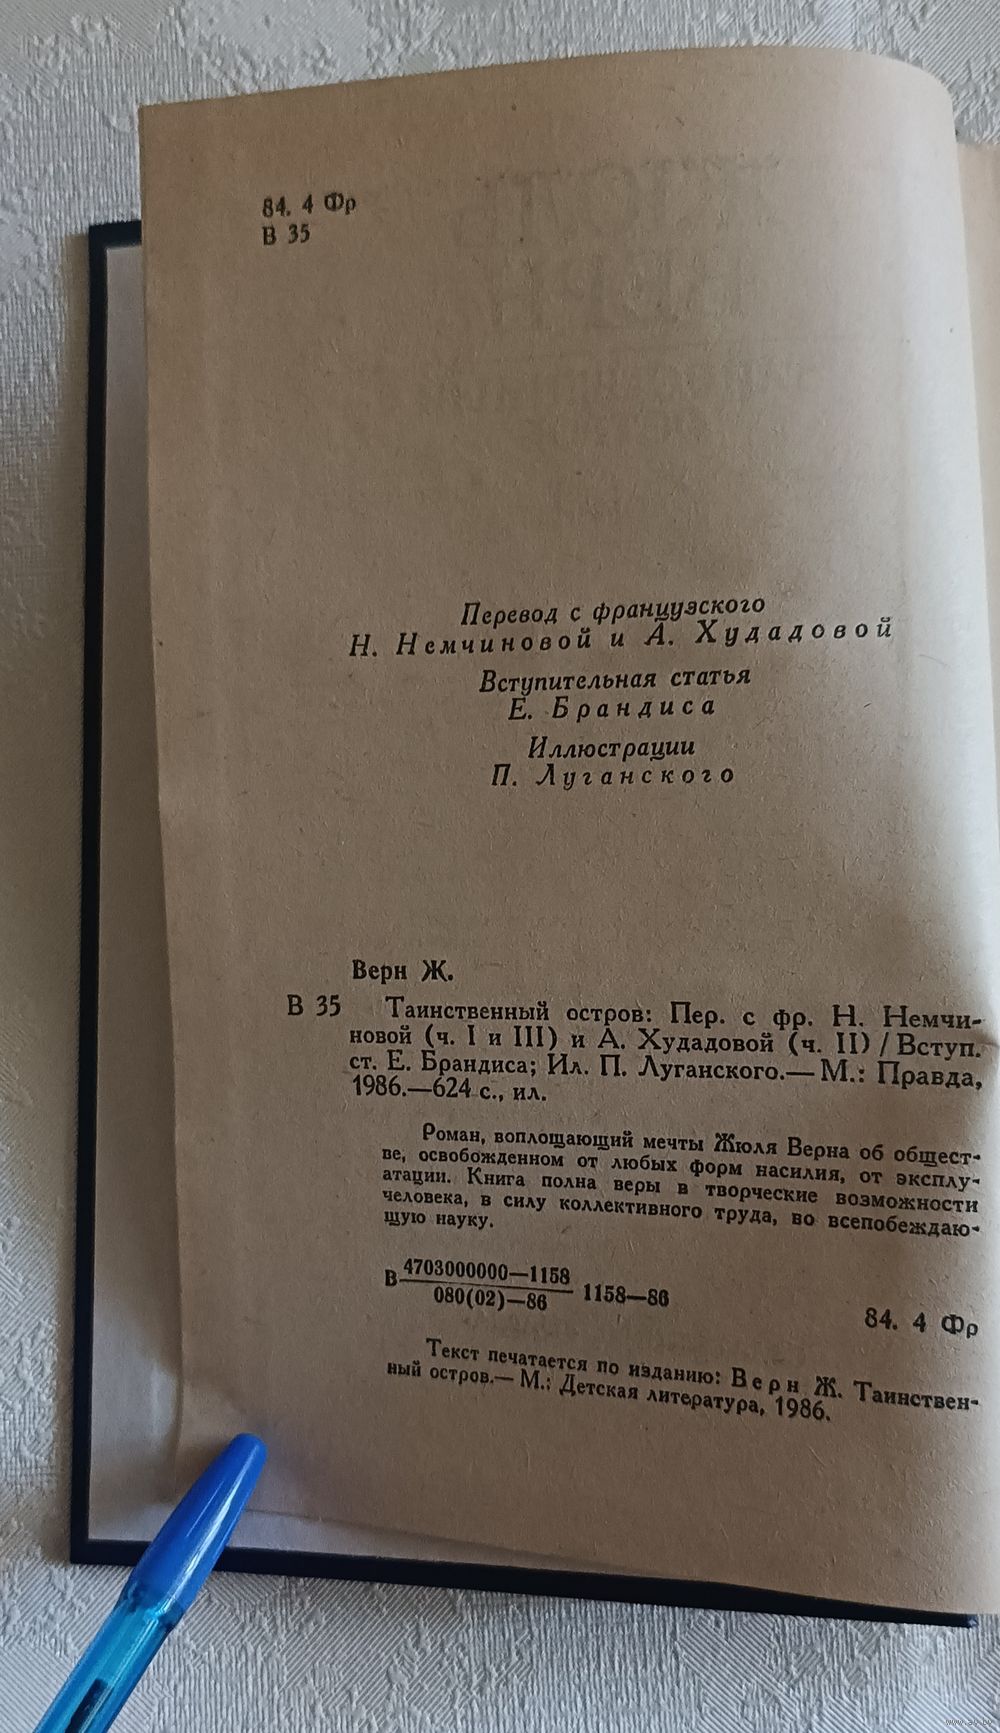 84. 4 Фр
В 35
Перевод с французского
Н. Немчиновой и А. Худадовой
Вступительная статья
Е. Брандиса
Иллюстрации
П. Луганского
Верн Ж.
В 35 Таинственный остров: Пер. с фр. Н. Немчи-
новой (ч. I и III) и А. Худадовой (ч. II) / Вступ.
ст. Е. Брандиса; Ил. П. Луганского.— М.: Правда,
1986.—624 с., ил.
Роман, воплощающий мечты Жюля Верна об общест-
ве, освобожденном от любых форм насилия, от эксплу-
атации. Книга полна веры в творческие возможности
человека, в силу коллективного труда, во всепобеждаю-
щую науку.
В 4703000000—1158
080(02)—86 1158—86
84. 4 Фр
Текст печатается по изданию: Верн Ж. Таинствен-
ный остров.— М.: Детская литература, 1986.